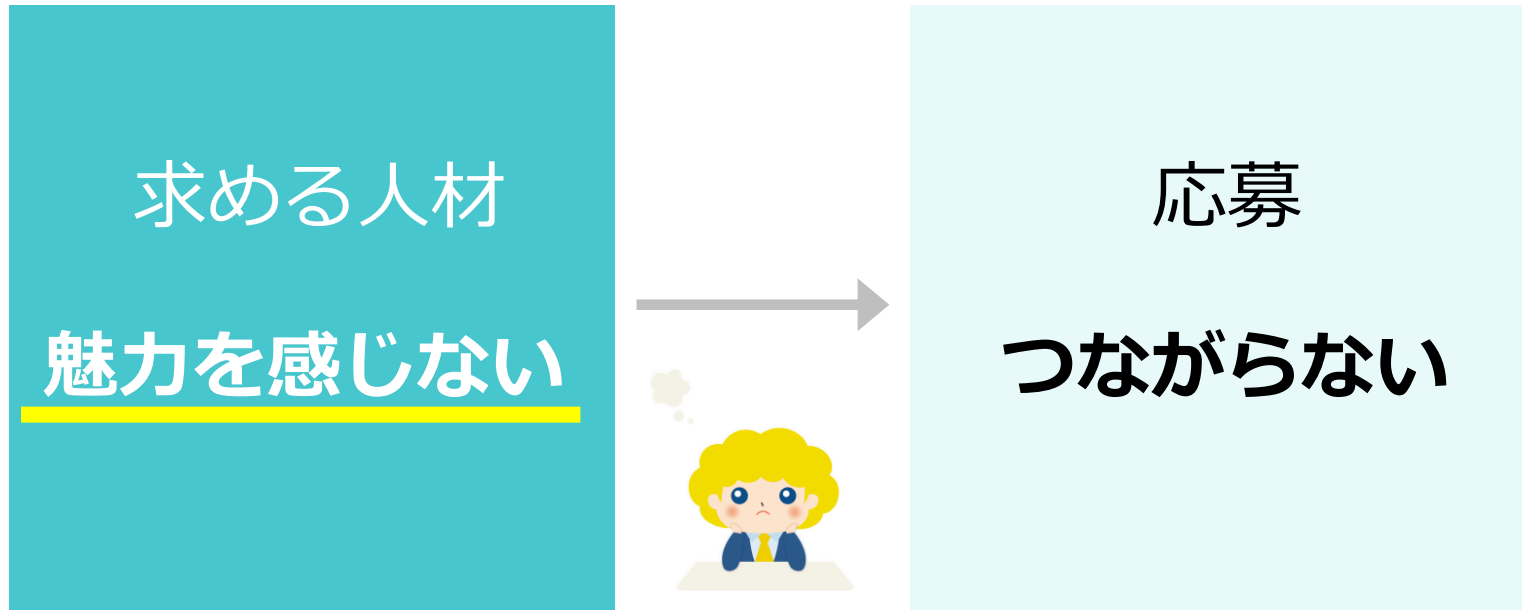 求める人材
魅力を感じない
応募
つながらない